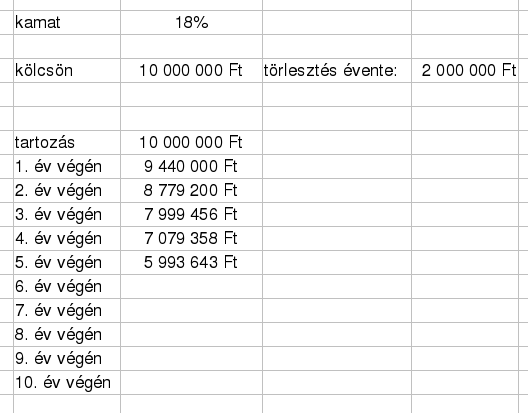 kamat 18%
kölcsön 10 000 000 Ft törlesztés évente: 2 000 000 Ft
tartozás 10 000 000 Ft
1. év végén 9 440 000 Ft
2. év végén 8 779 200 Ft
3. év végén 7 999 456 Ft
4. év végén 7 079 358 Ft
5. év végén 5 993 643 Ft
6. év végén
7. év végén
8. év végén
9. év végén
10. év végén